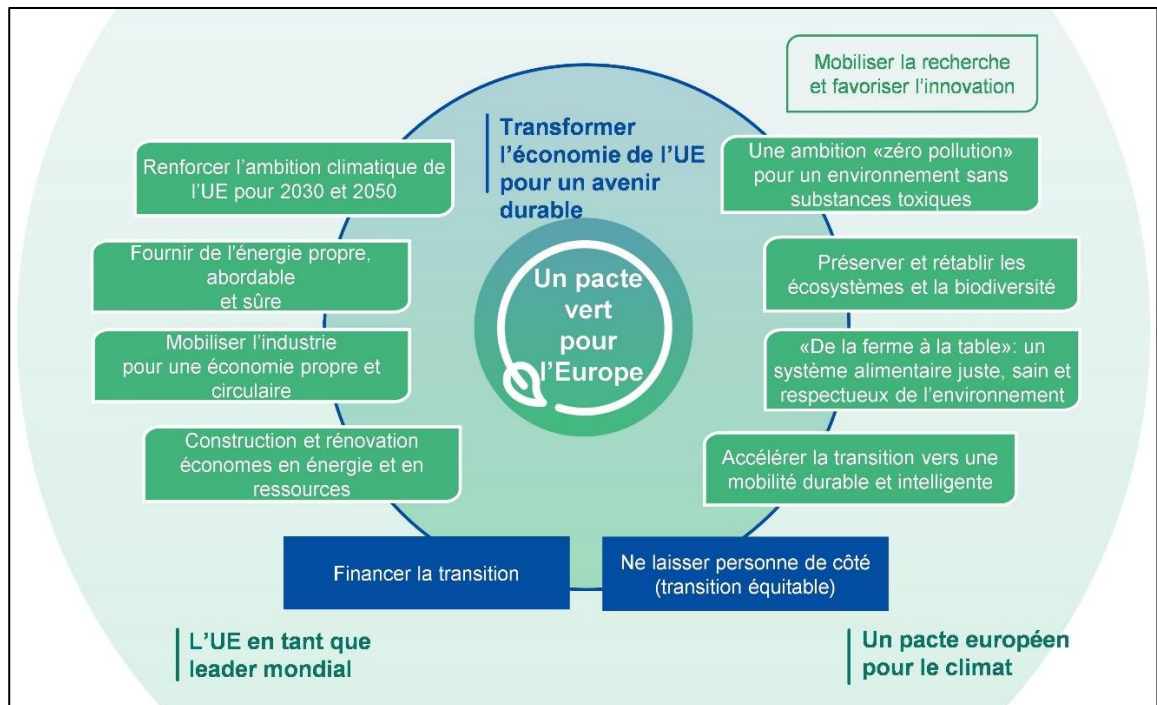 Mobiliser la recherche
et favoriser l’innovation
Transformer
l’économie de l’UE
pour un avenir
durable
Renforcer l’ambition climatique de
l’UE pour 2030 et 2050
Fournir de l'énergie propre,
abordable
et sûre
Mobiliser l’industrie
pour une économie propre et
circulaire
Construction et rénovation
économes en énergie et en
ressources
Un pacte
vert
pour
l’Europe
Une ambition «zéro pollution»
pour un environnement sans
substances toxiques
Préserver et rétablir les
écosystèmes et la biodiversité
«De la ferme à la table»: un
système alimentaire juste, sain et
respectueux de l’environnement
Accélérer la transition vers une
mobilité durable et intelligente
Financer la transition
Ne laisser personne de côté
(transition équitable)
L’UE en tant que
leader mondial
Un pacte européen
pour le climat